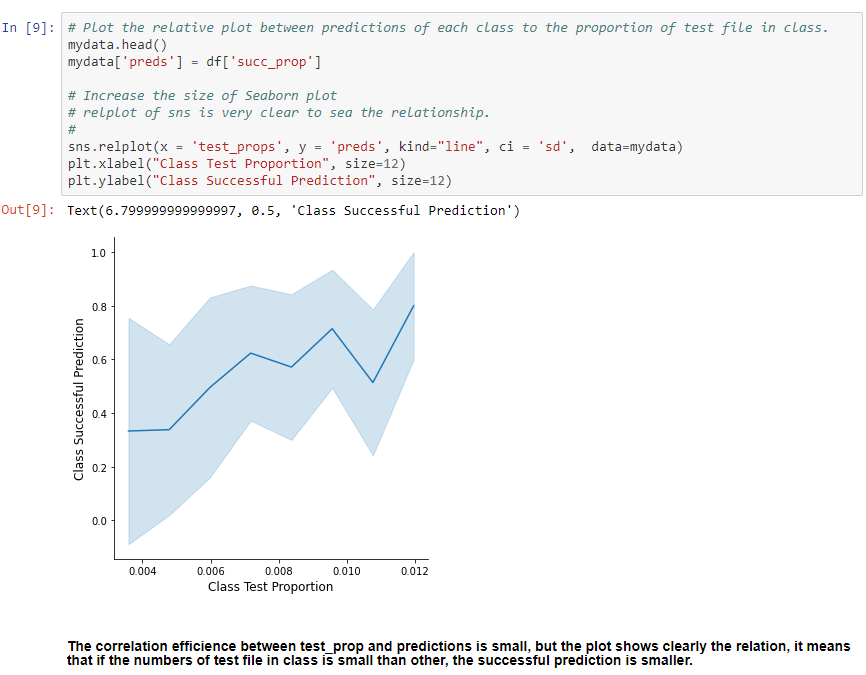 In [9]: # Plot the relative plot between predictions of each class to the proportion of test file in class.
mydata.head()
mydata['preds'] = df['succ_prop']
# Increase the size of Seaborn plot
# relplot of sns is very clear to sea the relationship.
#
sns.relplot(x = 'test_props', y = 'preds', kind="line", ci = 'sd',  data=mydata)
plt.xlabel("Class Test Proportion", size=12)
plt.ylabel("Class Successful Prediction", size=12)
Out[9]: Text(6.799999999999997, 0.5, 'Class Successful Prediction')
1.0
0.8
0.6
0.4
0.2
0.0
Class Successful Prediction
0.004 0.006 0.008 0.010 0.012
Class Test Proportion
The correlation efficience between test_prop and predictions is small, but the plot shows clearly the relation, it means
that if the numbers of test file in class is small than other, the successful prediction is smaller.